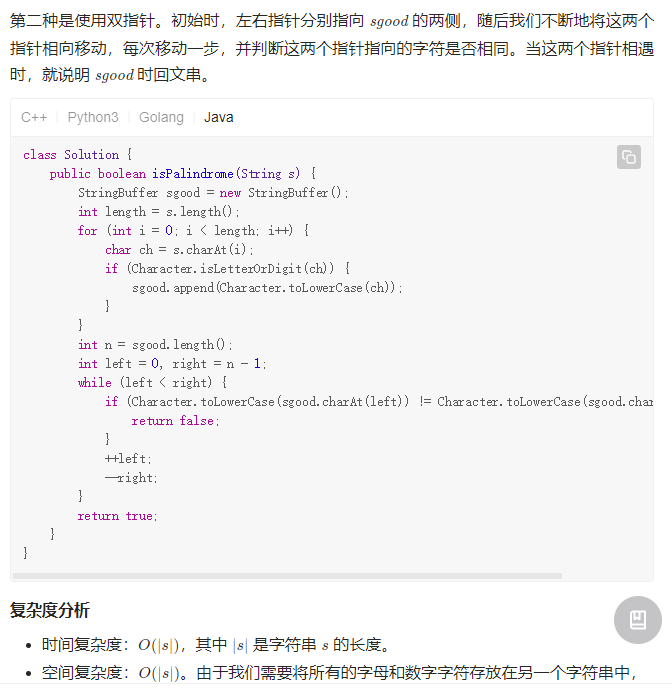 第二种是使用双指针。初始时，左右指针分别指向 sgood 的两侧，随后我们不断地将这两个
指针相向移动，每次移动一步，并判断这两个指针指向的字符是否相同。当这两个指针相遇
时，就说明 sgood 时回文串。
C++ Python3 Golang Java
class Solution {
    public boolean isPalindrome(String s) {
        StringBuffer sgood = new StringBuffer();
        int length = s.length();
        for (int i = 0; i < length; i++) {
            char ch = s.charAt(i);
            if (Character.isLetterOrDigit(ch)) {
                sgood.append(Character.toLowerCase(ch));
            }
        }
        int n = sgood.length();
        int left = 0, right = n - 1;
        while (left < right) {
            if (Character.toLowerCase(sgood.charAt(left)) != Character.toLowerCase(sgood.char
                return false;
            }
            ++left;
            --right;
        }
        return true;
    }
}
复杂度分析
• 时间复杂度：O(|s|)，其中 |s| 是字符串 s 的长度。
• 空间复杂度：O(|s|)。由于我们需要将所有的字母和数字字符存放在另一个字符串中，